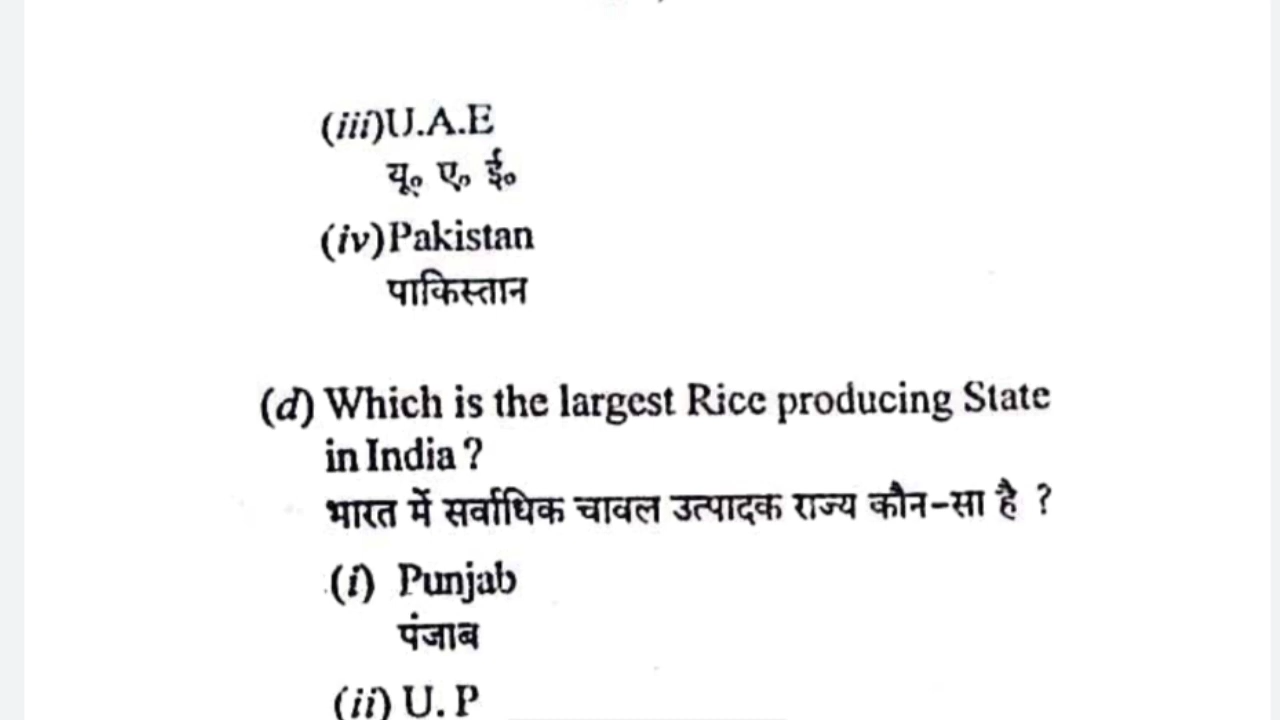 (iii)U.A.E
यू० ए० ई०
(iv)Pakistan
पाकिस्तान
(d) Which is the largest Rice producing State
in India ?
भारत में सर्वाधिक चावल उत्पादक राज्य कौन-सा है ?
(i) Punjab
पंजाब
(ii) U. P